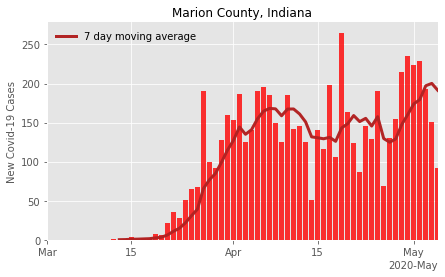 Marion County, Indiana
7 day moving average
New Covid-19 Cases
250
200
150
100
50
0
Mar 15 Apr 15 May
2020-May